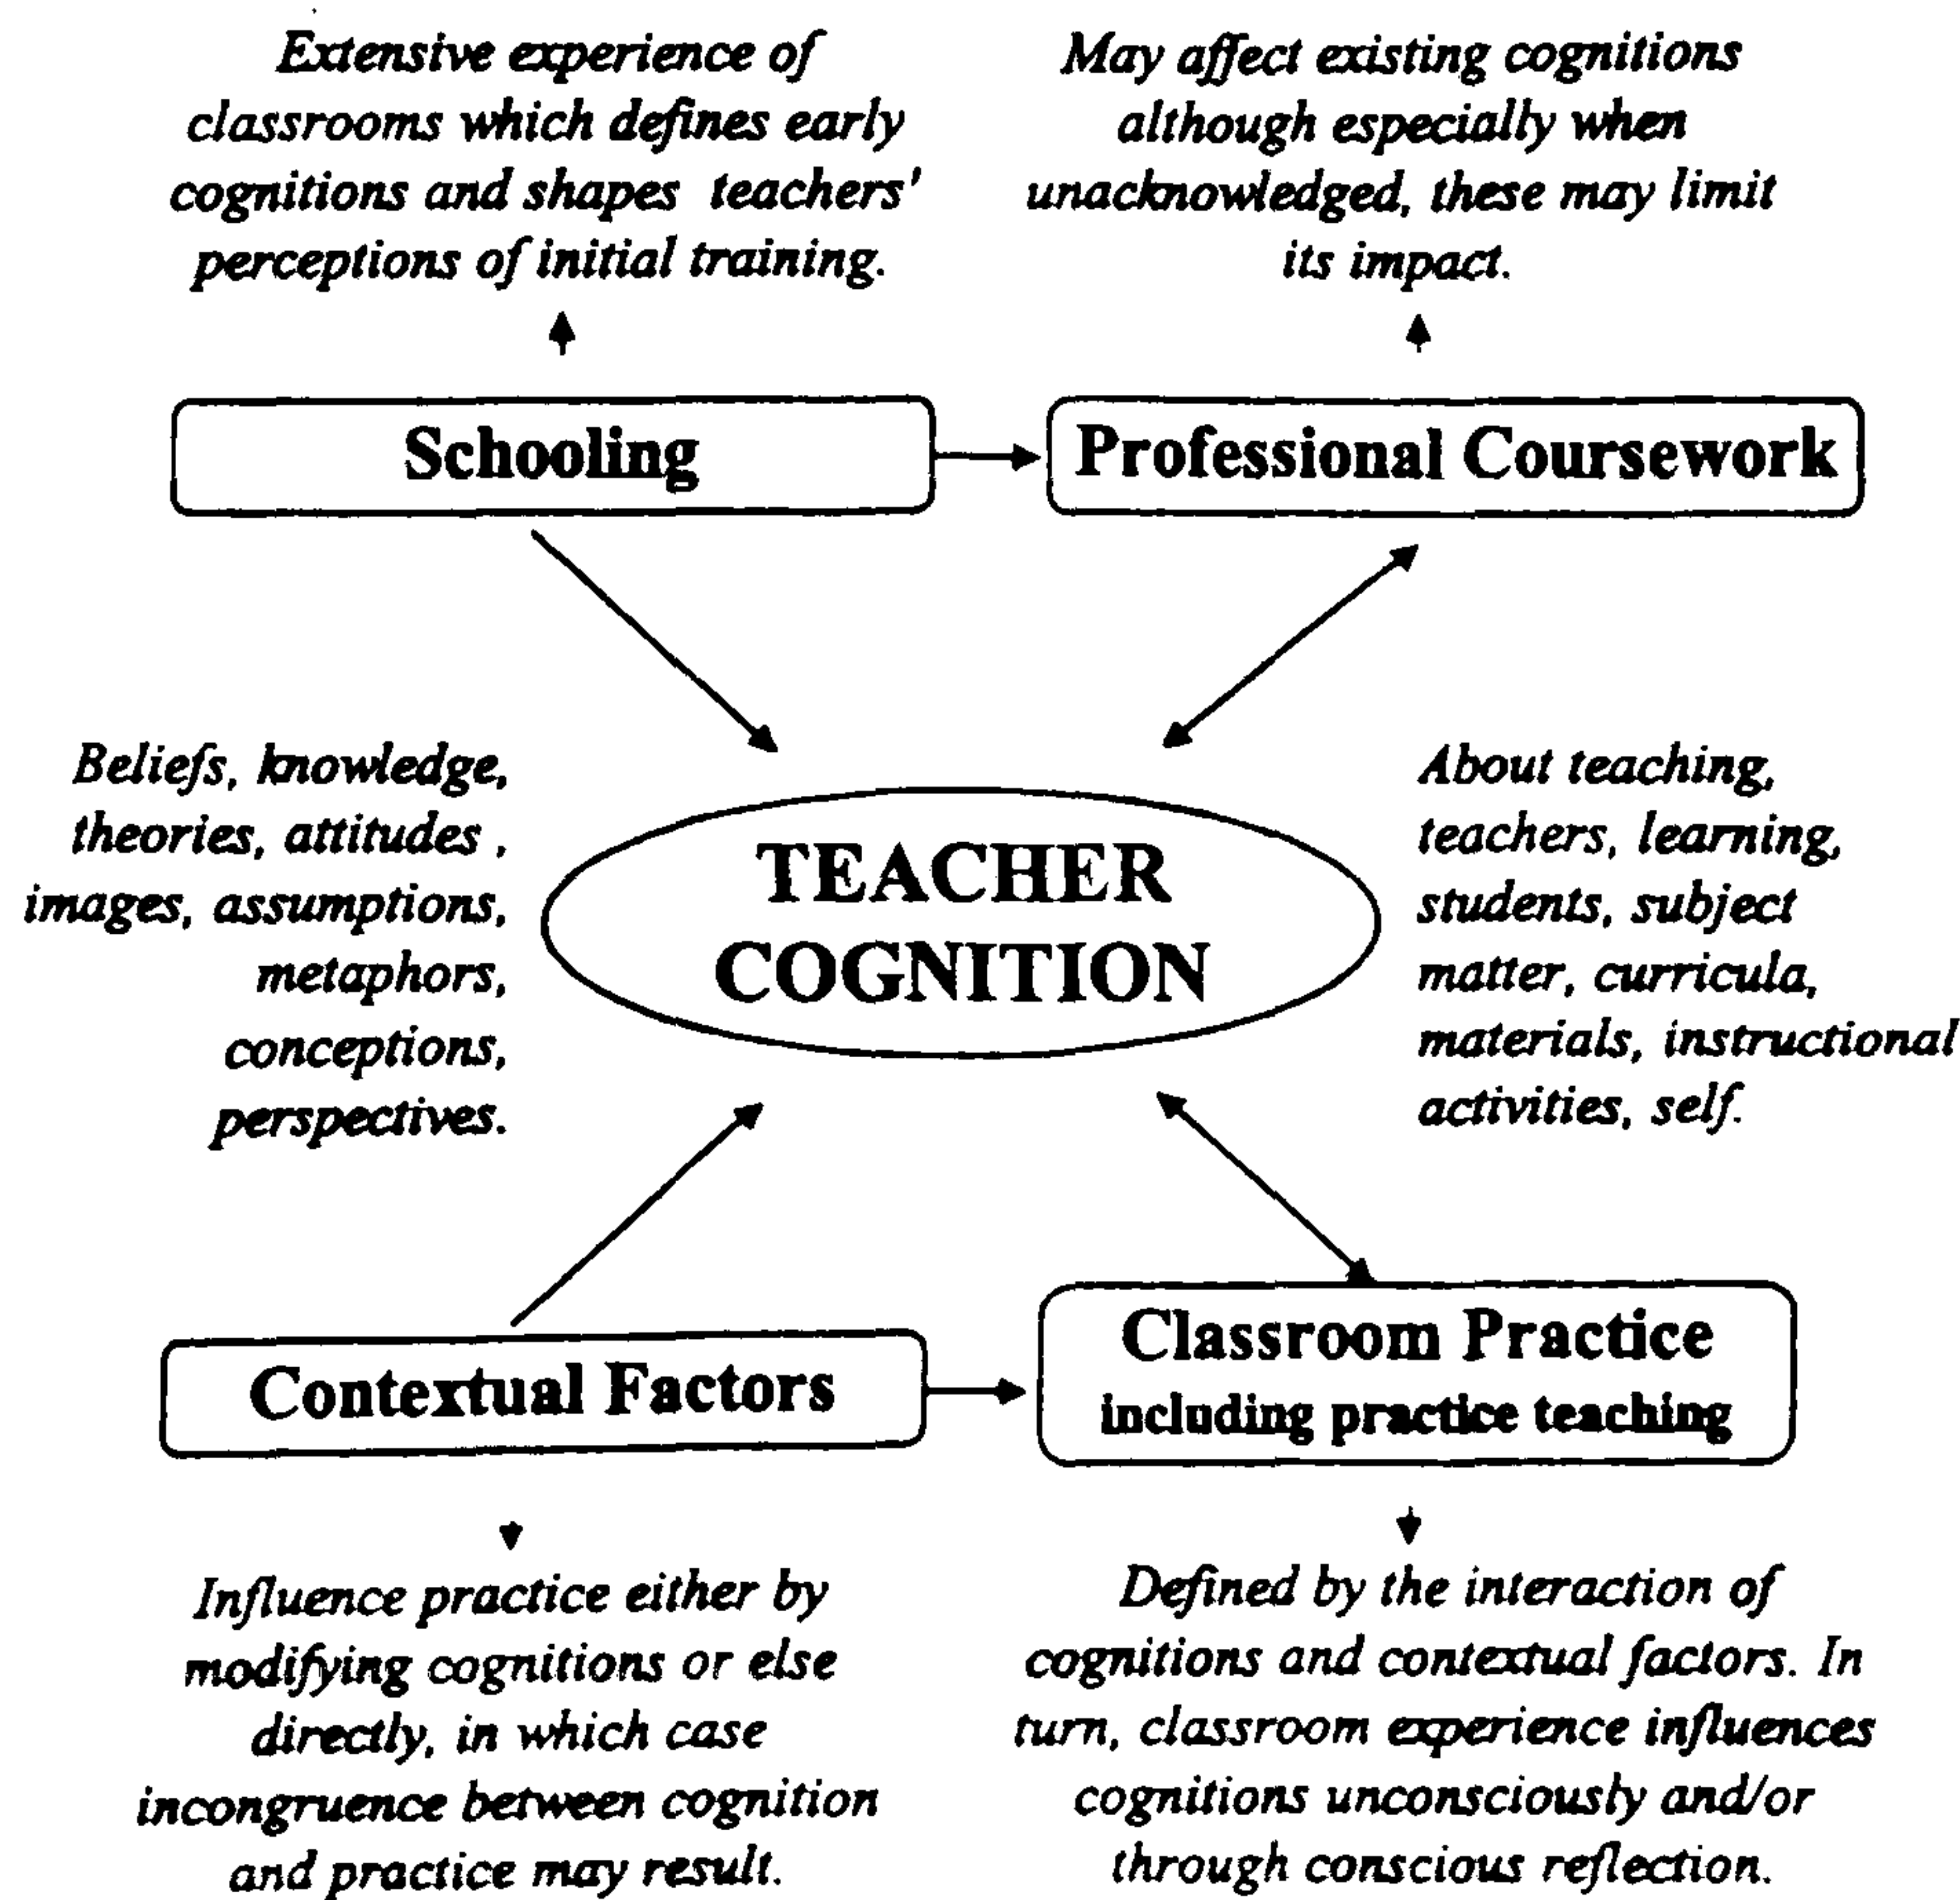 Extensive experience of
classrooms which defines early
cognitions and shapes teachers'
perceptions of initial training.
May affect existing cognitions
although especially when
unacknowledged, these may limit
its impact.
Schooling
Professional Coursework
Beliefs, knowledge,
theories, attitudes ,
images, assumptions,
metaphors,
conceptions,
perspectives.
TEACHER
COGNITION
About teaching,
teachers, learning,
students, subject
matter, curricula,
materials, instructional
activities, self.
Contextual Factors
Classroom Practice
including practice teaching
Influence practice either by
modifying cognitions or else
directly, in which case
incongruence between cognition
and practice may result.
Defined by the interaction of
cognitions and contextual factors. In
turn, classroom experience influences
cognitions unconsciously and/or
through conscious reflection.